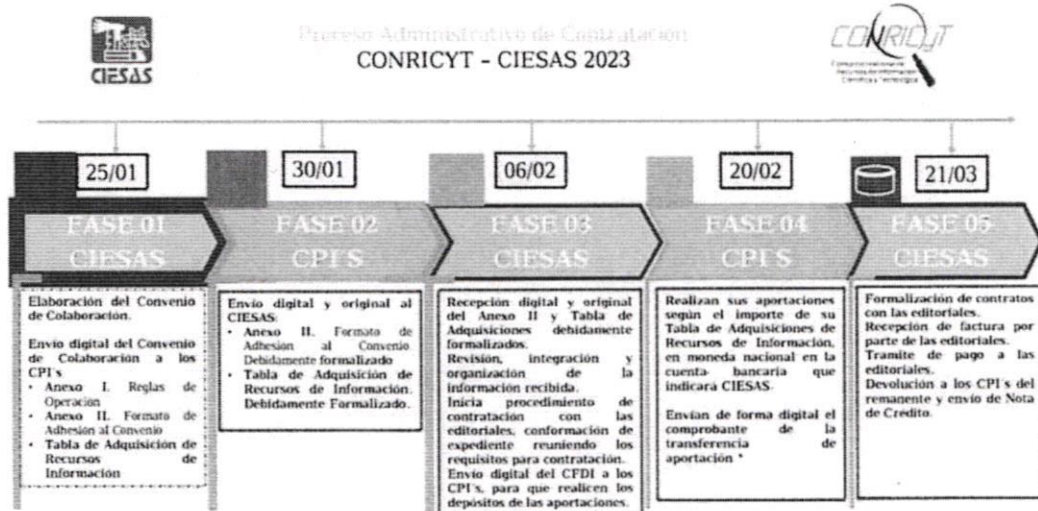 CIESAS
Proceso Administrativo de Contratación
CONRICYT - CIESAS 2023
CONRICyT
Consorcio Nacional de
Recursos de Información
Científica y Tecnológica
25/01
30/01
06/02
20/02
21/03
FASE 01
CIESAS
FASE 02
CPI'S
FASE 03
CIESAS
FASE 04
CPI'S
FASE 05
CIESAS
Elaboración del Convenio
de Colaboración.
Envío digital del Convenio
de Colaboración a los
CPI's
• Anexo I. Reglas de
Operación
• Anexo II. Formato de
Adhesión al Convenio
• Tabla de Adquisición de
Recursos de
Información
Envío digital y original al
CIESAS:
• Anexo II. Formato de
Adhesión al Convenio.
Debidamente formalizado
• Tabla de Adquisición de
Recursos de Información.
Debidamente Formalizado.
Recepción digital y original
del Anexo II y Tabla de
Adquisiciones debidamente
formalizados.
Revisión, integración y
organización de la
información recibida.
Inicia procedimiento de
contratación con las
editoriales, conformación de
expediente reuniendo los
requisitos para contratación.
Envío digital del CFDI a los
CPI's, para que realicen los
depósitos de las aportaciones.
Realizan sus aportaciones
según el importe de su
Tabla de Adquisiciones de
Recursos de Información,
en moneda nacional en la
cuenta bancaria que
indicará CIESAS.
Envían de forma digital el
comprobante de la
transferencia de
aportación *
Formalización de contratos
con las editoriales.
Recepción de factura por
parte de las editoriales.
Tramite de pago a las
editoriales.
Devolución a los CPI's del
remanente y envío de Nota
de Crédito.